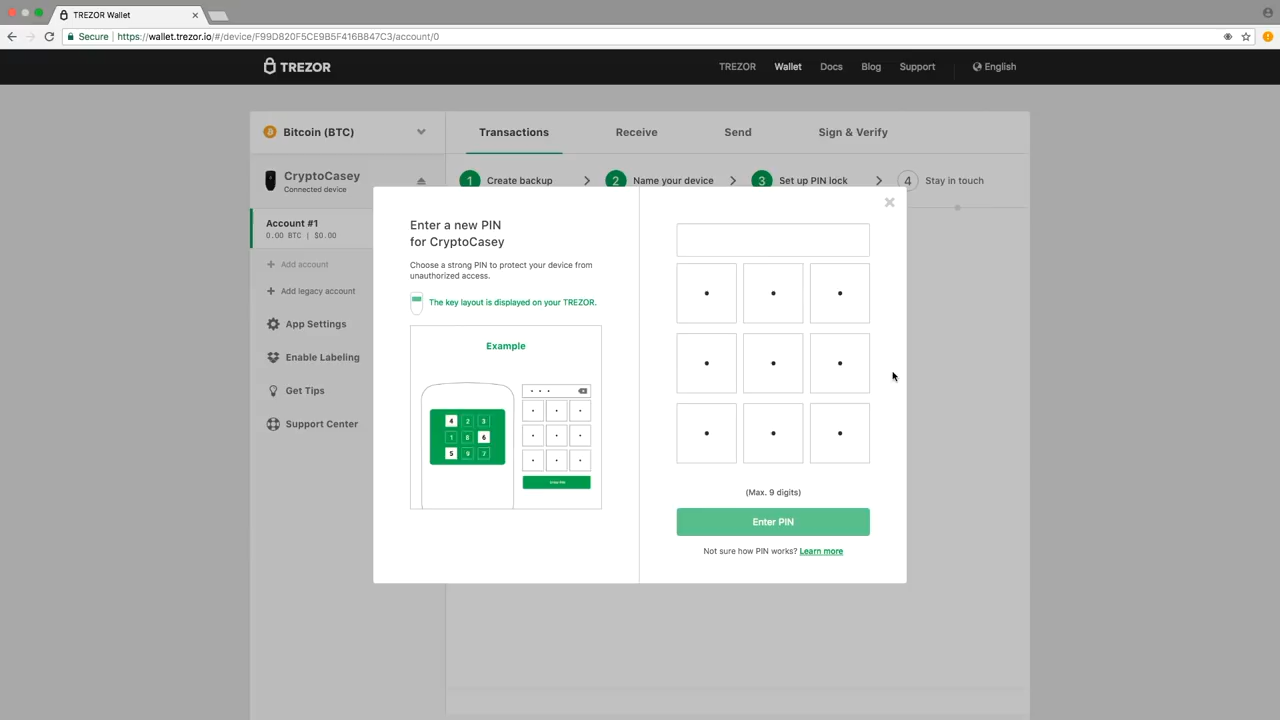 TREZOR Wallet
Secure
https://wallet.trezor.io/#/device/F99D820F5CE9B5F416B847C3/account/0
TREZOR
TREZOR
Wallet
Docs
Blog
Support
English
Bitcoin (BTC)
Transactions
Receive
Send
Sign & Verify
CryptoCasey
Connected device
1 Create backup
2 Name your device
3 Set up PIN lock
4 Stay in touch
Account #1
0.00 BTC | $0.00
+ Add account
+ Add legacy account
App Settings
Enable Labeling
Get Tips
Support Center
Enter a new PIN
for CryptoCasey
Choose a strong PIN to protect your device from
unauthorized access.
The key layout is displayed on your TREZOR.
Example
4 2 3
1 8 6
5 9 7
Enter PIN
(Max. 9 digits)
Enter PIN
Not sure how PIN works? Learn more